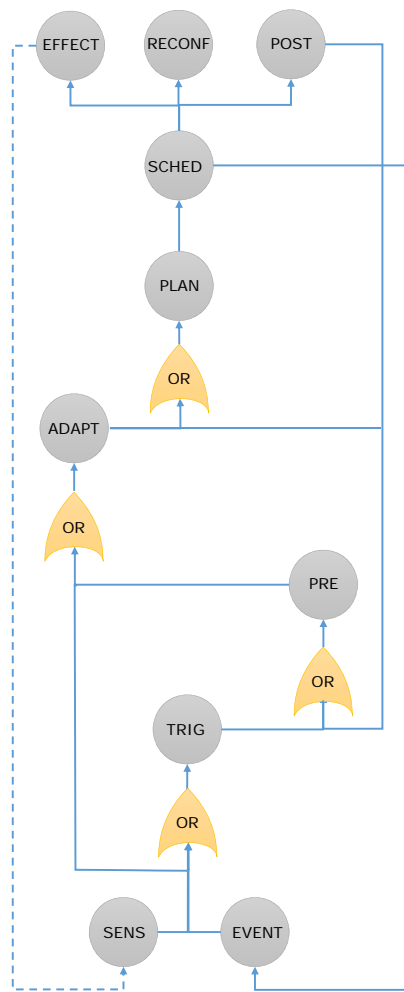 EFFECT
RECONF
POST
SCHED
PLAN
OR
ADAPT
OR
PRE
OR
TRIG
OR
SENS
EVENT